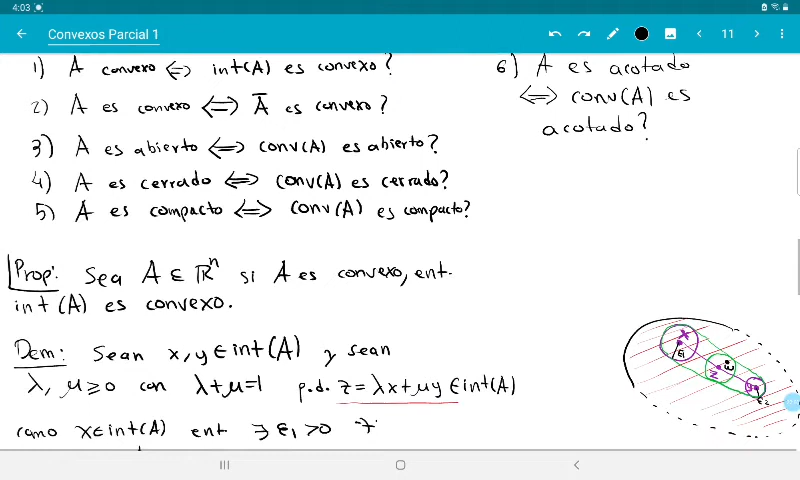 4:03
Convexos Parcial 1
11
1) A convexo ⇔ int(A) es convexo?
2) A es convexo ⇔ Ā es convexo?
3) A es abierto ⇔ conv(A) es abierto?
4) A es cerrado ⇔ conv(A) es cerrado?
5) A es compacto ⇔ conv(A) es compacto?
6) A es acotado
⇔ conv(A) es
acotado?
Prop: Sea A ∈ ℝⁿ si A es convexo, ent.
int(A) es convexo.
Dem: Sean x, y ∈ int(A) y sean
λ, μ ≥ 0 con λ+μ=1 p.d. z = λx+μy ∈ int(A)
como x ∈ int(A) ent ∃ ε₁ >0
x
ε₁
z
ε
y
ε₂